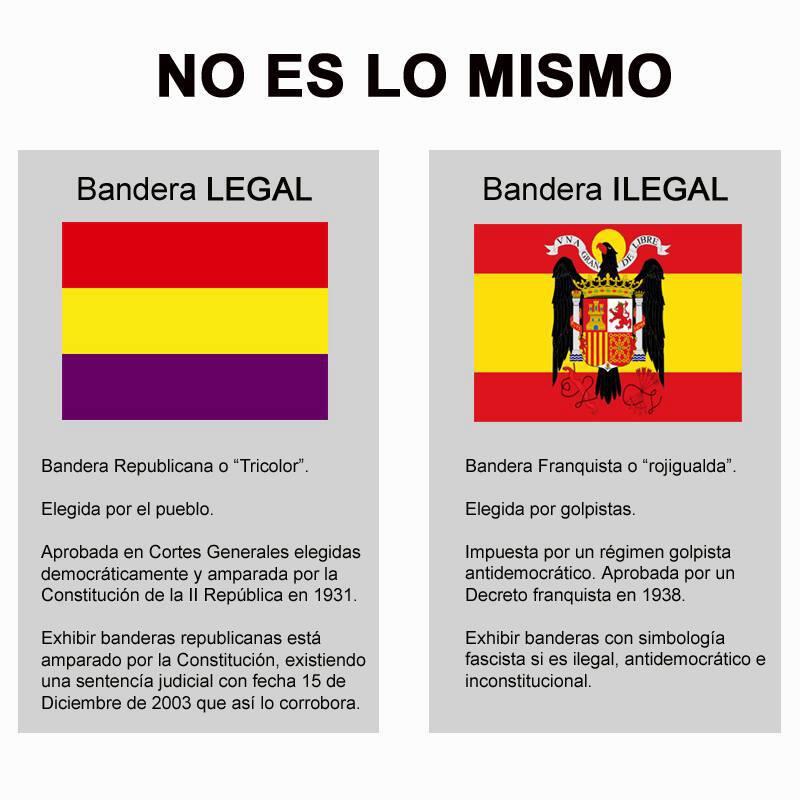 NO ES LO MISMO
Bandera LEGAL
Bandera Republicana o “Tricolor”.
Elegida por el pueblo.
Aprobada en Cortes Generales elegidas
democráticamente y amparada por la
Constitución de la II República en 1931.
Exhibir banderas republicanas está
amparado por la Constitución, existiendo
una sentencía judicial con fecha 15 de
Diciembre de 2003 que así lo corrobora.
Bandera ILEGAL
VNA GRANDE LIBRE
Bandera Franquista o “rojigualda”.
Elegida por golpistas.
Impuesta por un régimen golpista
antidemocrático. Aprobada por un
Decreto franquista en 1938.
Exhibir banderas con simbología
fascista si es ilegal, antidemocrático e
inconstitucional.